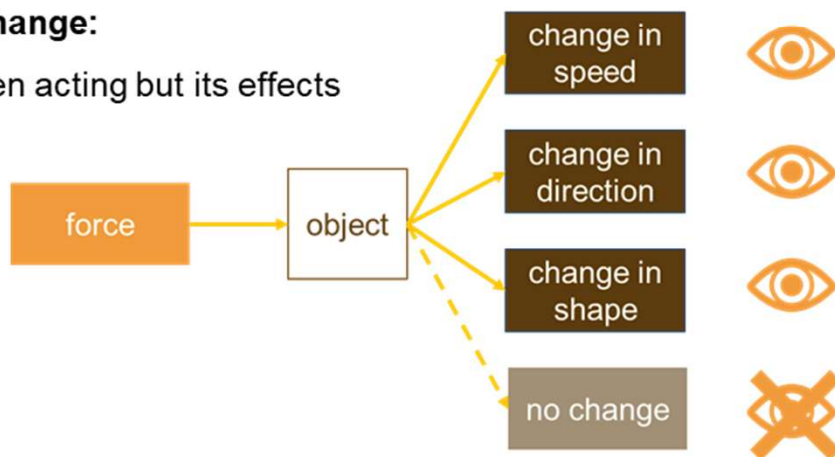 hange:
en acting but its effects
force
object
change in
speed
change in
direction
change in
shape
no change